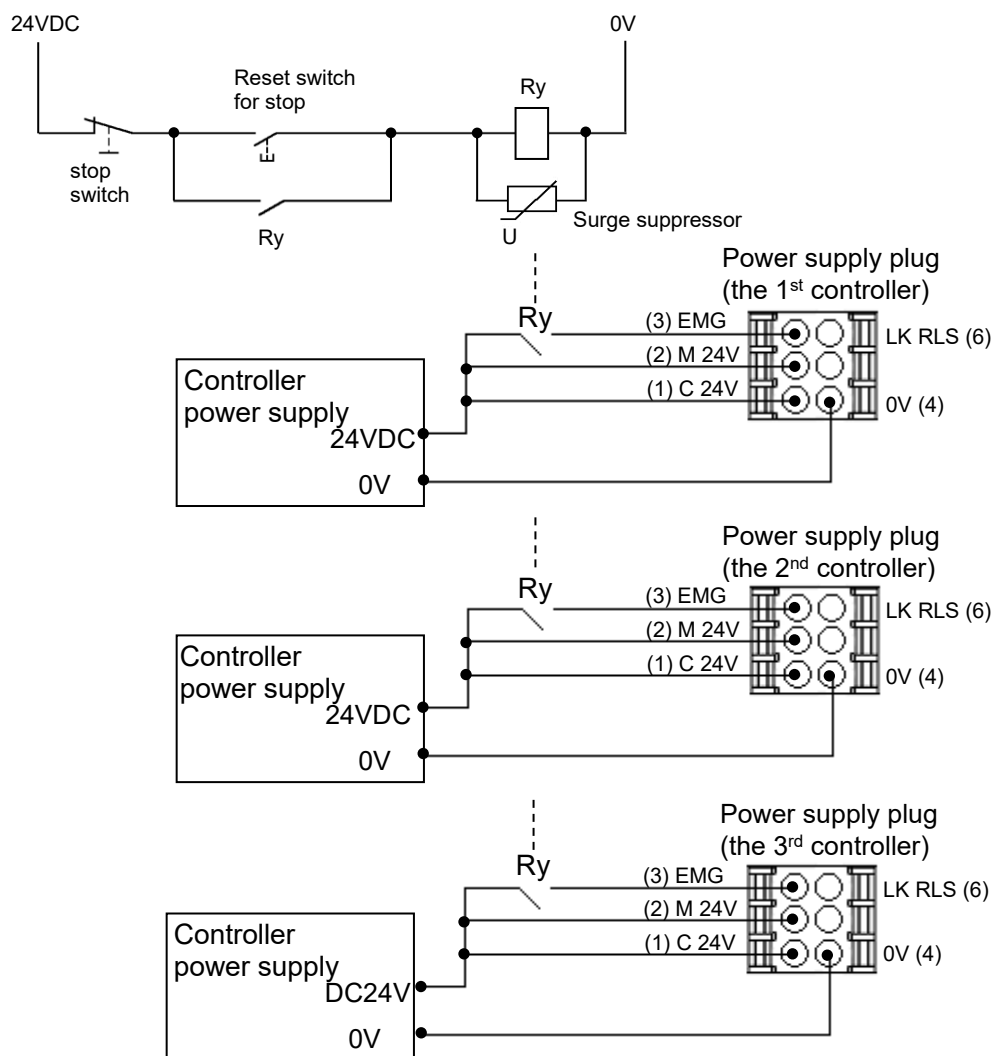 24VDC
0V
Reset switch
for stop
Ry
stop
switch
Ry
Surge suppressor
U
Power supply plug
(the 1st controller)
Ry
(3) EMG
LK RLS (6)
(2) M 24V
Controller
power supply
(1) C 24V
0V (4)
24VDC
0V
Power supply plug
(the 2nd controller)
Ry
(3) EMG
LK RLS (6)
(2) M 24V
Controller
power supply
(1) C 24V
0V (4)
24VDC
0V
Power supply plug
(the 3rd controller)
Ry
(3) EMG
LK RLS (6)
(2) M 24V
Controller
power supply
(1) C 24V
0V (4)
DC24V
0V